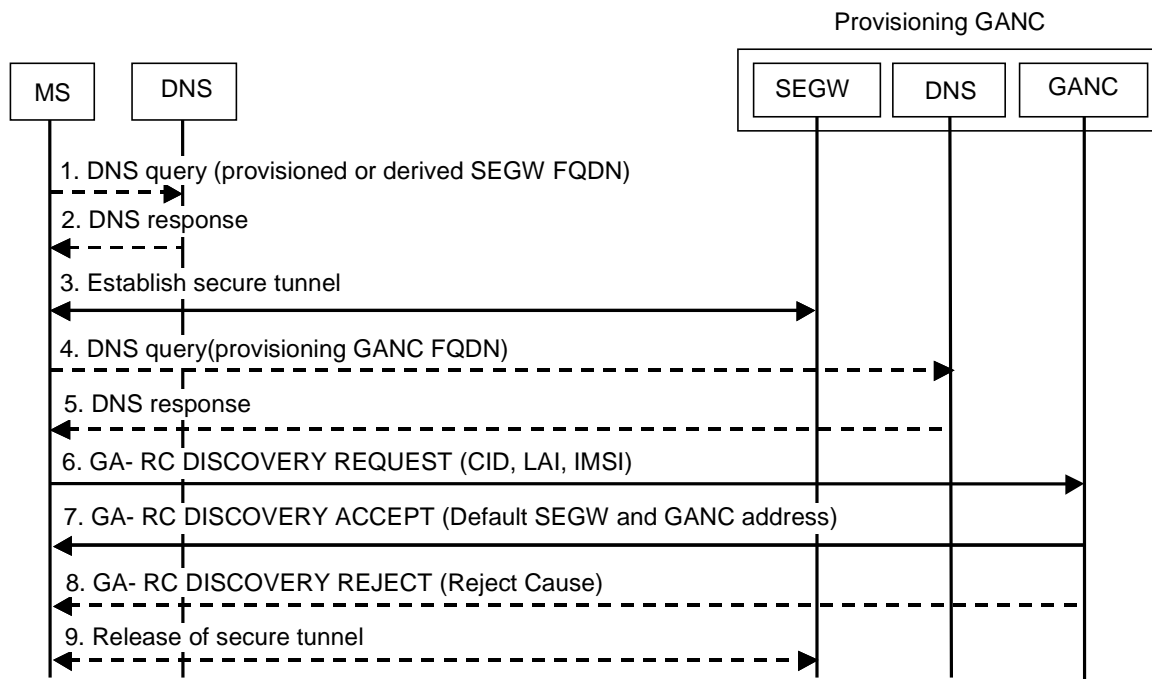 Provisioning GANC
MS
DNS
SEGW
DNS
GANC
1. DNS query (provisioned or derived SEGW FQDN)
2. DNS response
3. Establish secure tunnel
4. DNS query(provisioning GANC FQDN)
5. DNS response
6. GA- RC DISCOVERY REQUEST (CID, LAI, IMSI)
7. GA- RC DISCOVERY ACCEPT (Default SEGW and GANC address)
8. GA- RC DISCOVERY REJECT (Reject Cause)
9. Release of secure tunnel